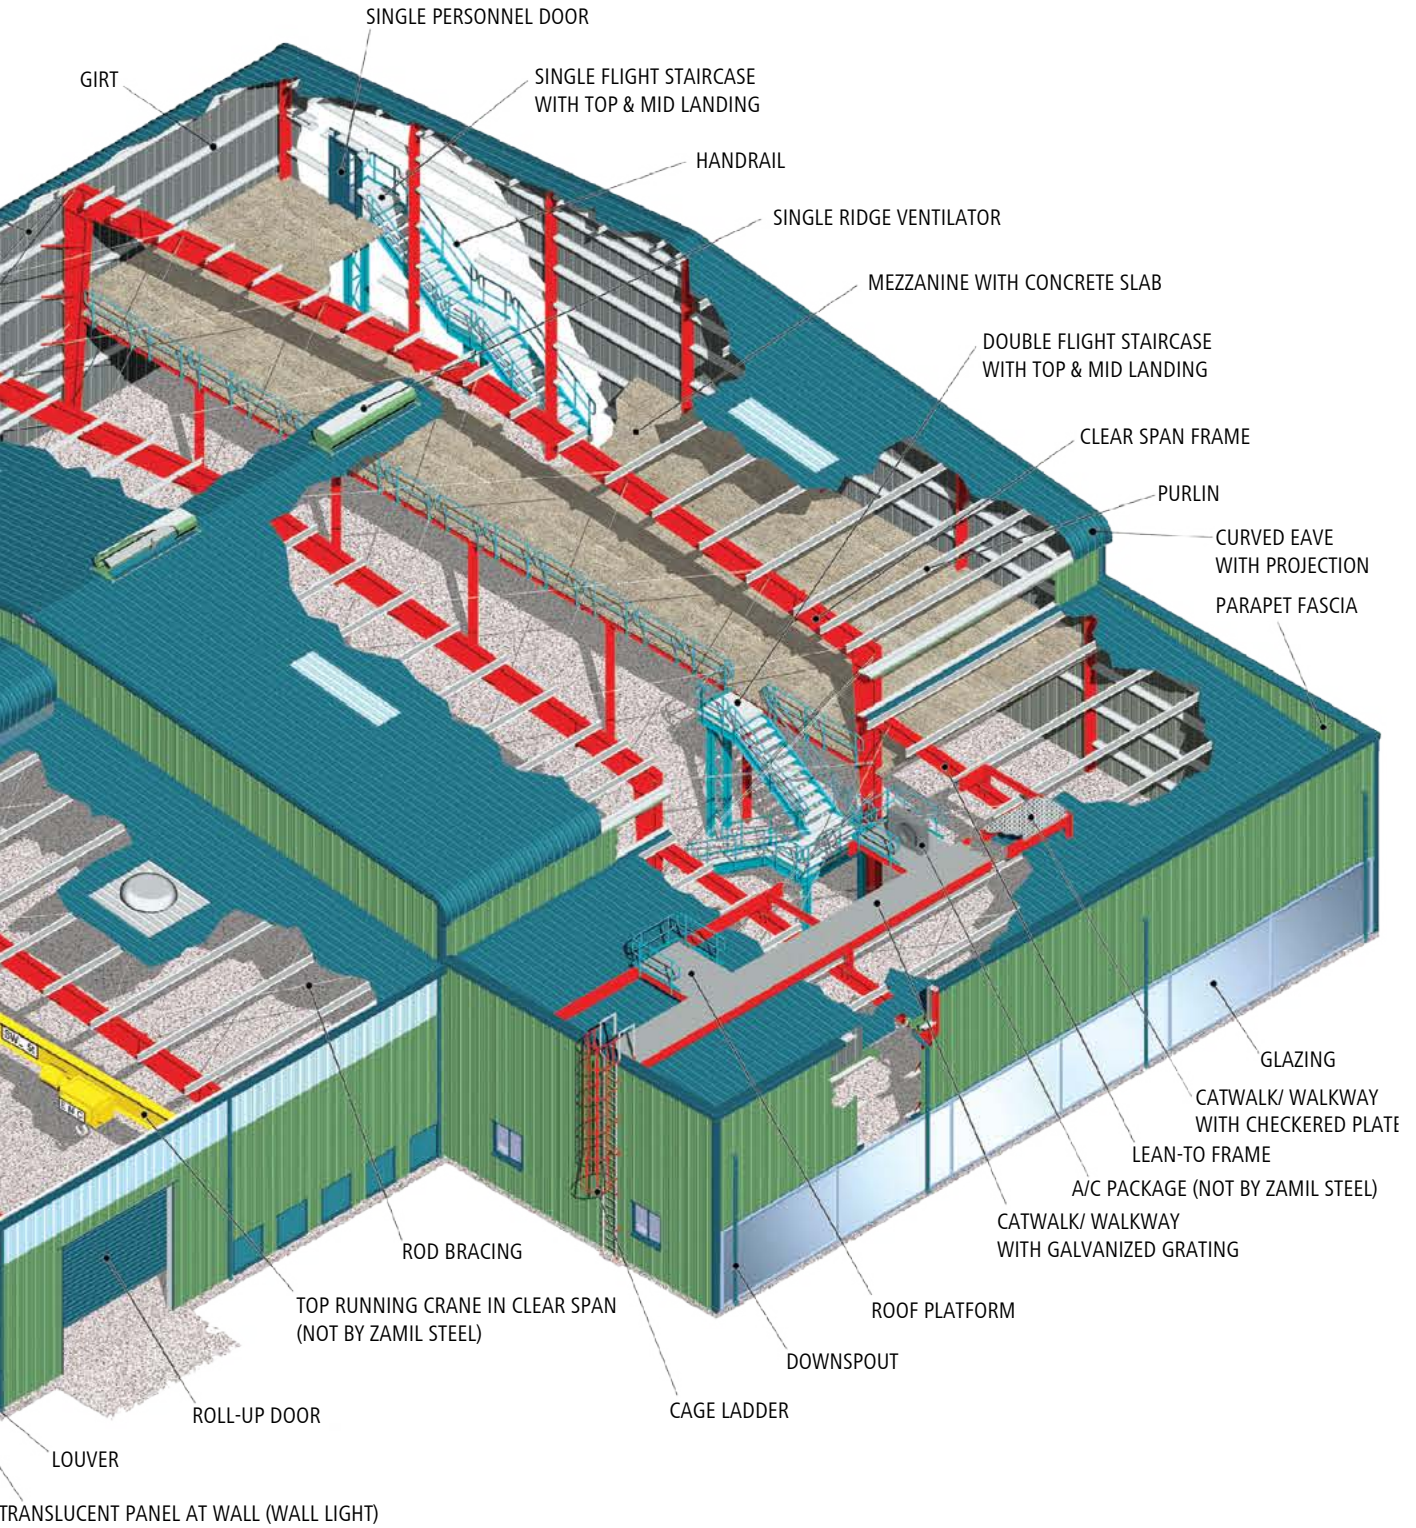 SINGLE PERSONNEL DOOR
GIRT
SINGLE FLIGHT STAIRCASE
WITH TOP & MID LANDING
HANDRAIL
SINGLE RIDGE VENTILATOR
MEZZANINE WITH CONCRETE SLAB
DOUBLE FLIGHT STAIRCASE
WITH TOP & MID LANDING
CLEAR SPAN FRAME
PURLIN
CURVED EAVE
WITH PROJECTION
PARAPET FASCIA
GLAZING
CATWALK/ WALKWAY
WITH CHECKERED PLATE
LEAN-TO FRAME
A/C PACKAGE (NOT BY ZAMIL STEEL)
CATWALK/ WALKWAY
WITH GALVANIZED GRATING
ROD BRACING
TOP RUNNING CRANE IN CLEAR SPAN
(NOT BY ZAMIL STEEL)
ROOF PLATFORM
DOWNSPOUT
CAGE LADDER
ROLL-UP DOOR
LOUVER
TRANSLUCENT PANEL AT WALL (WALL LIGHT)